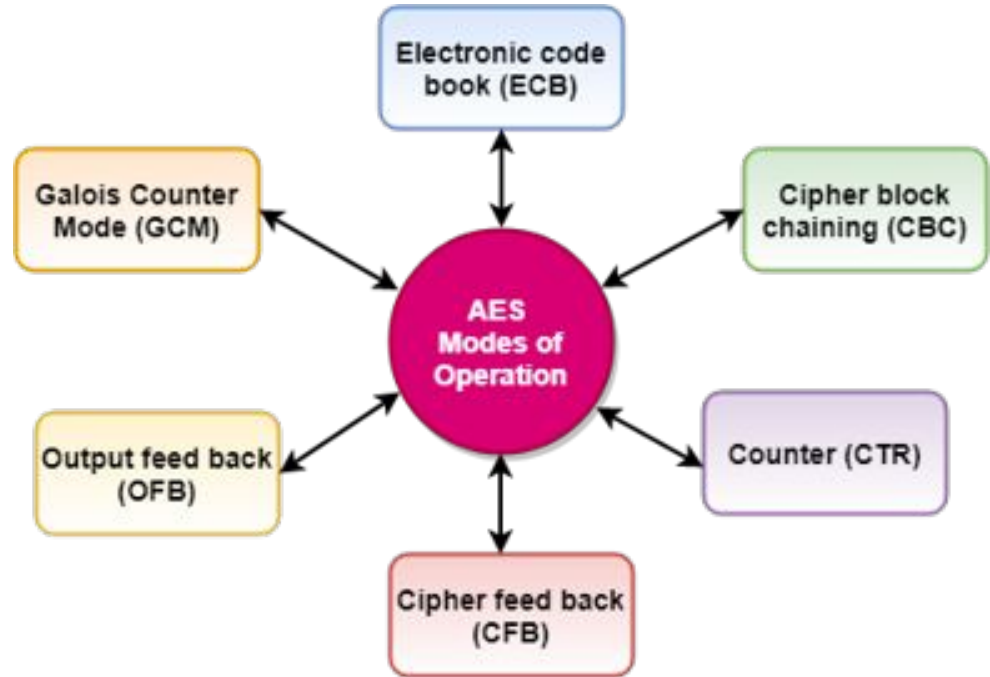 Electronic code
book (ECB)
Galois Counter
Mode (GCM)
Cipher block
chaining (CBC)
AES
Modes of
Operation
Output feed back
(OFB)
Counter (CTR)
Cipher feed back
(CFB)